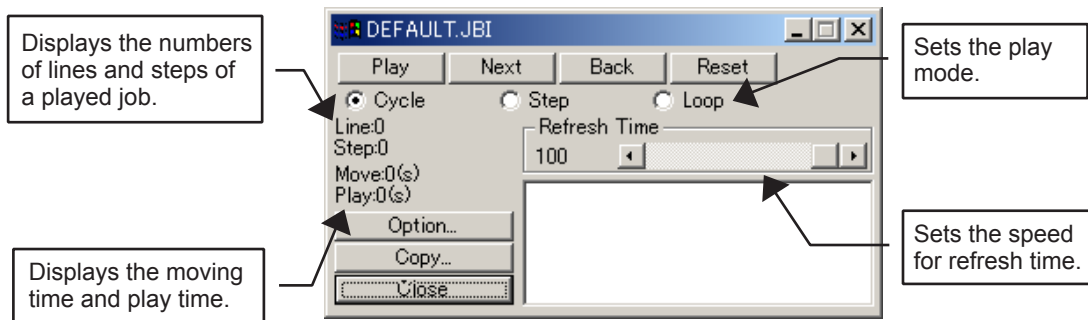 Displays the numbers
of lines and steps of
a played job.
DEFAULT.JBI
Play Next Back Reset
Cycle Step Loop
Line:0
Step:0
Move:0(s)
Play:0(s)
Refresh Time
100
Option...
Copy...
Close
Sets the play
mode.
Sets the speed
for refresh time.
Displays the moving
time and play time.